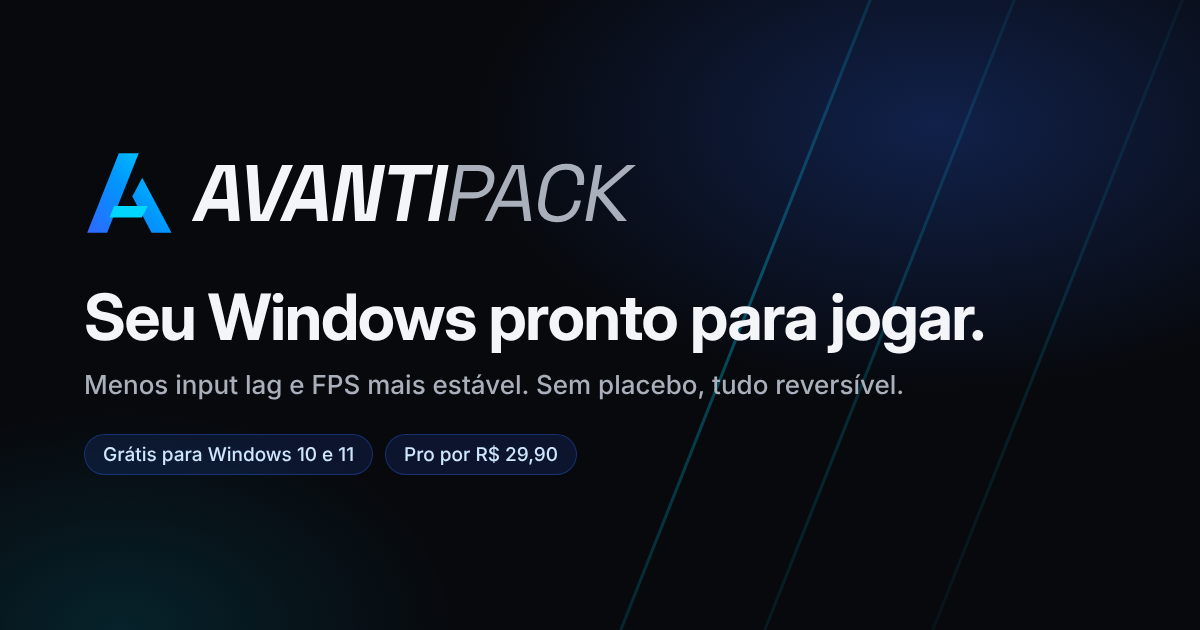 AVANTIPACK
Seu Windows pronto para jogar.
Menos input lag e FPS mais estável. Sem placebo, tudo reversível.
Grátis para Windows 10 e 11
Pro por R$ 29,90